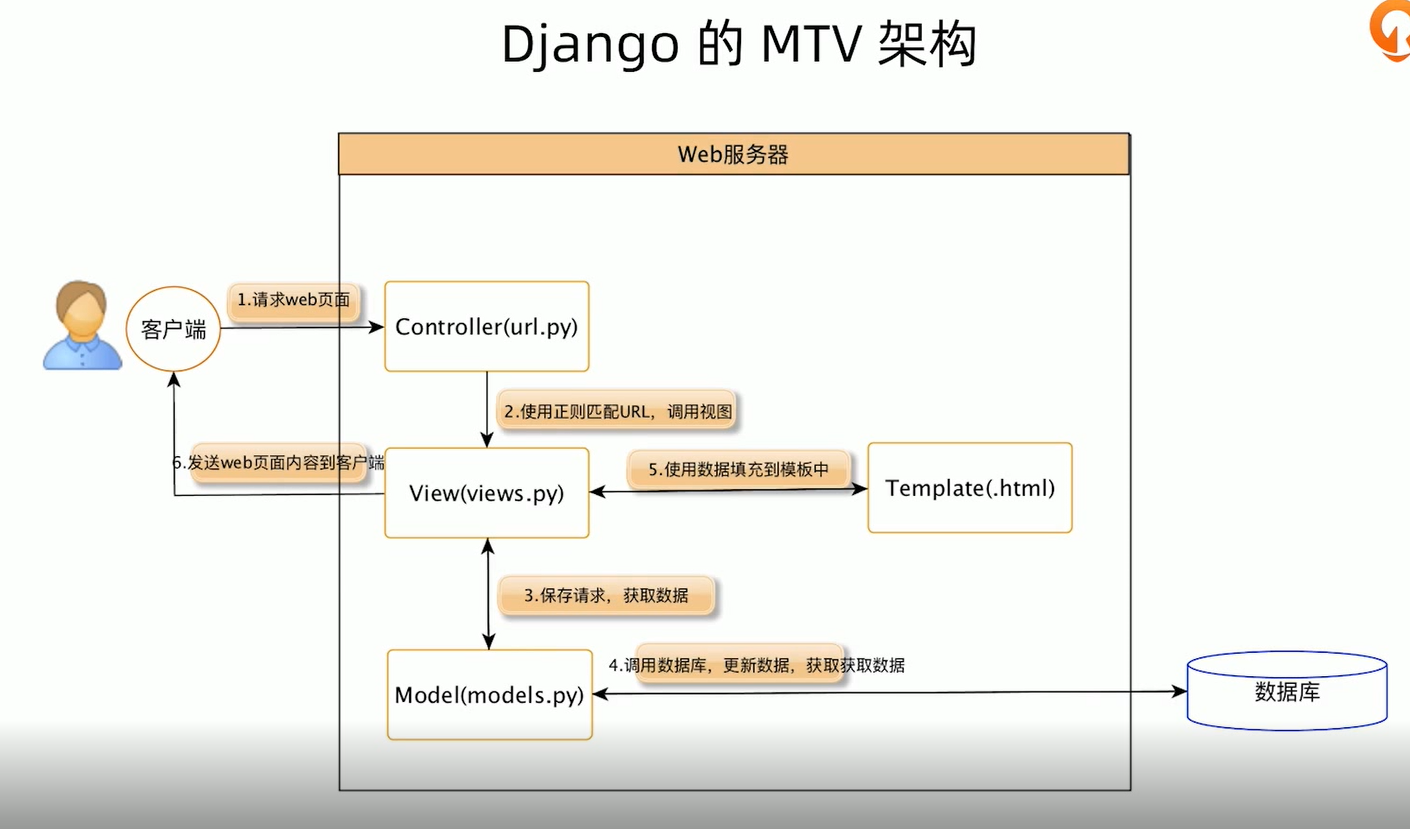 Django 的 MTV 架构
Web服务器
1.请求web页面
客户端
Controller(url.py)
2.使用正则匹配URL，调用视图
6.发送web页面内容到客户端
View(views.py)
5.使用数据填充到模板中
Template(.html)
3.保存请求，获取数据
4.调用数据库，更新数据，获取获取数据
Model(models.py)
数据库